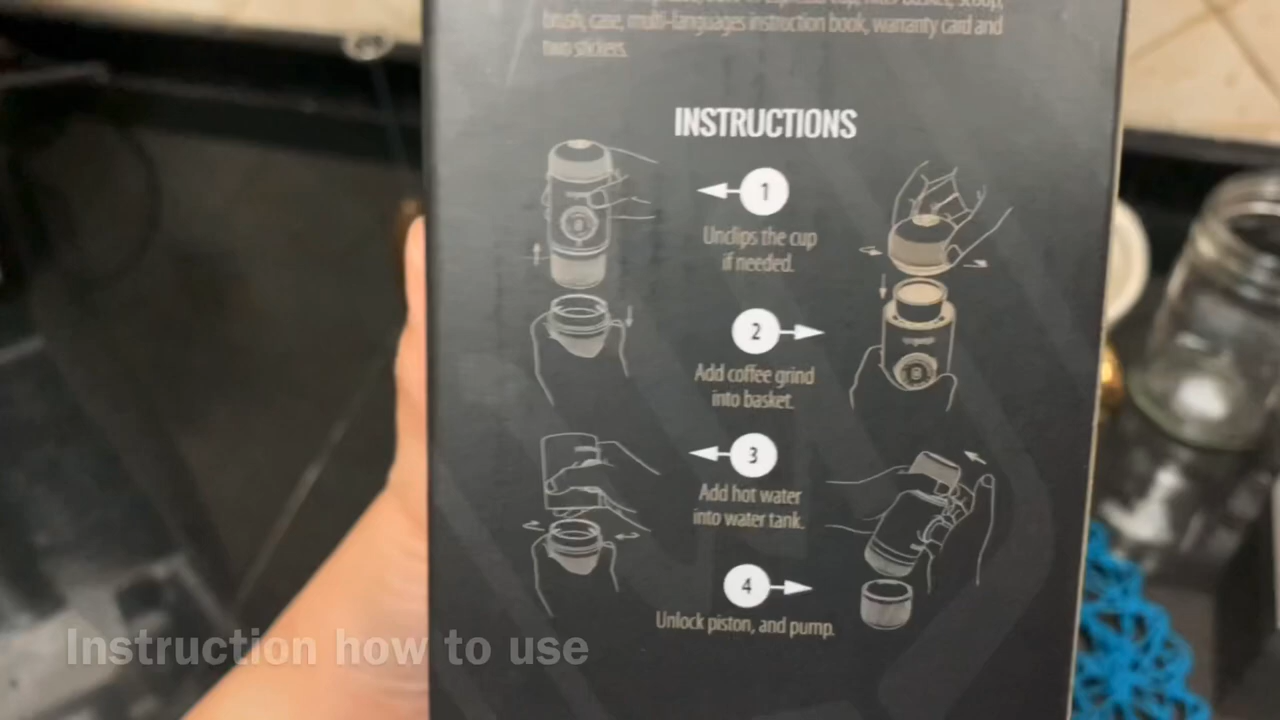 brush, case, multi-languages instruction book, warranty card and
two stickers.
INSTRUCTIONS
1
Unclips the cup
if needed.
2
Add coffee grind
into basket.
3
Add hot water
into water tank.
4
Unlock piston, and pump.
Instruction how to use